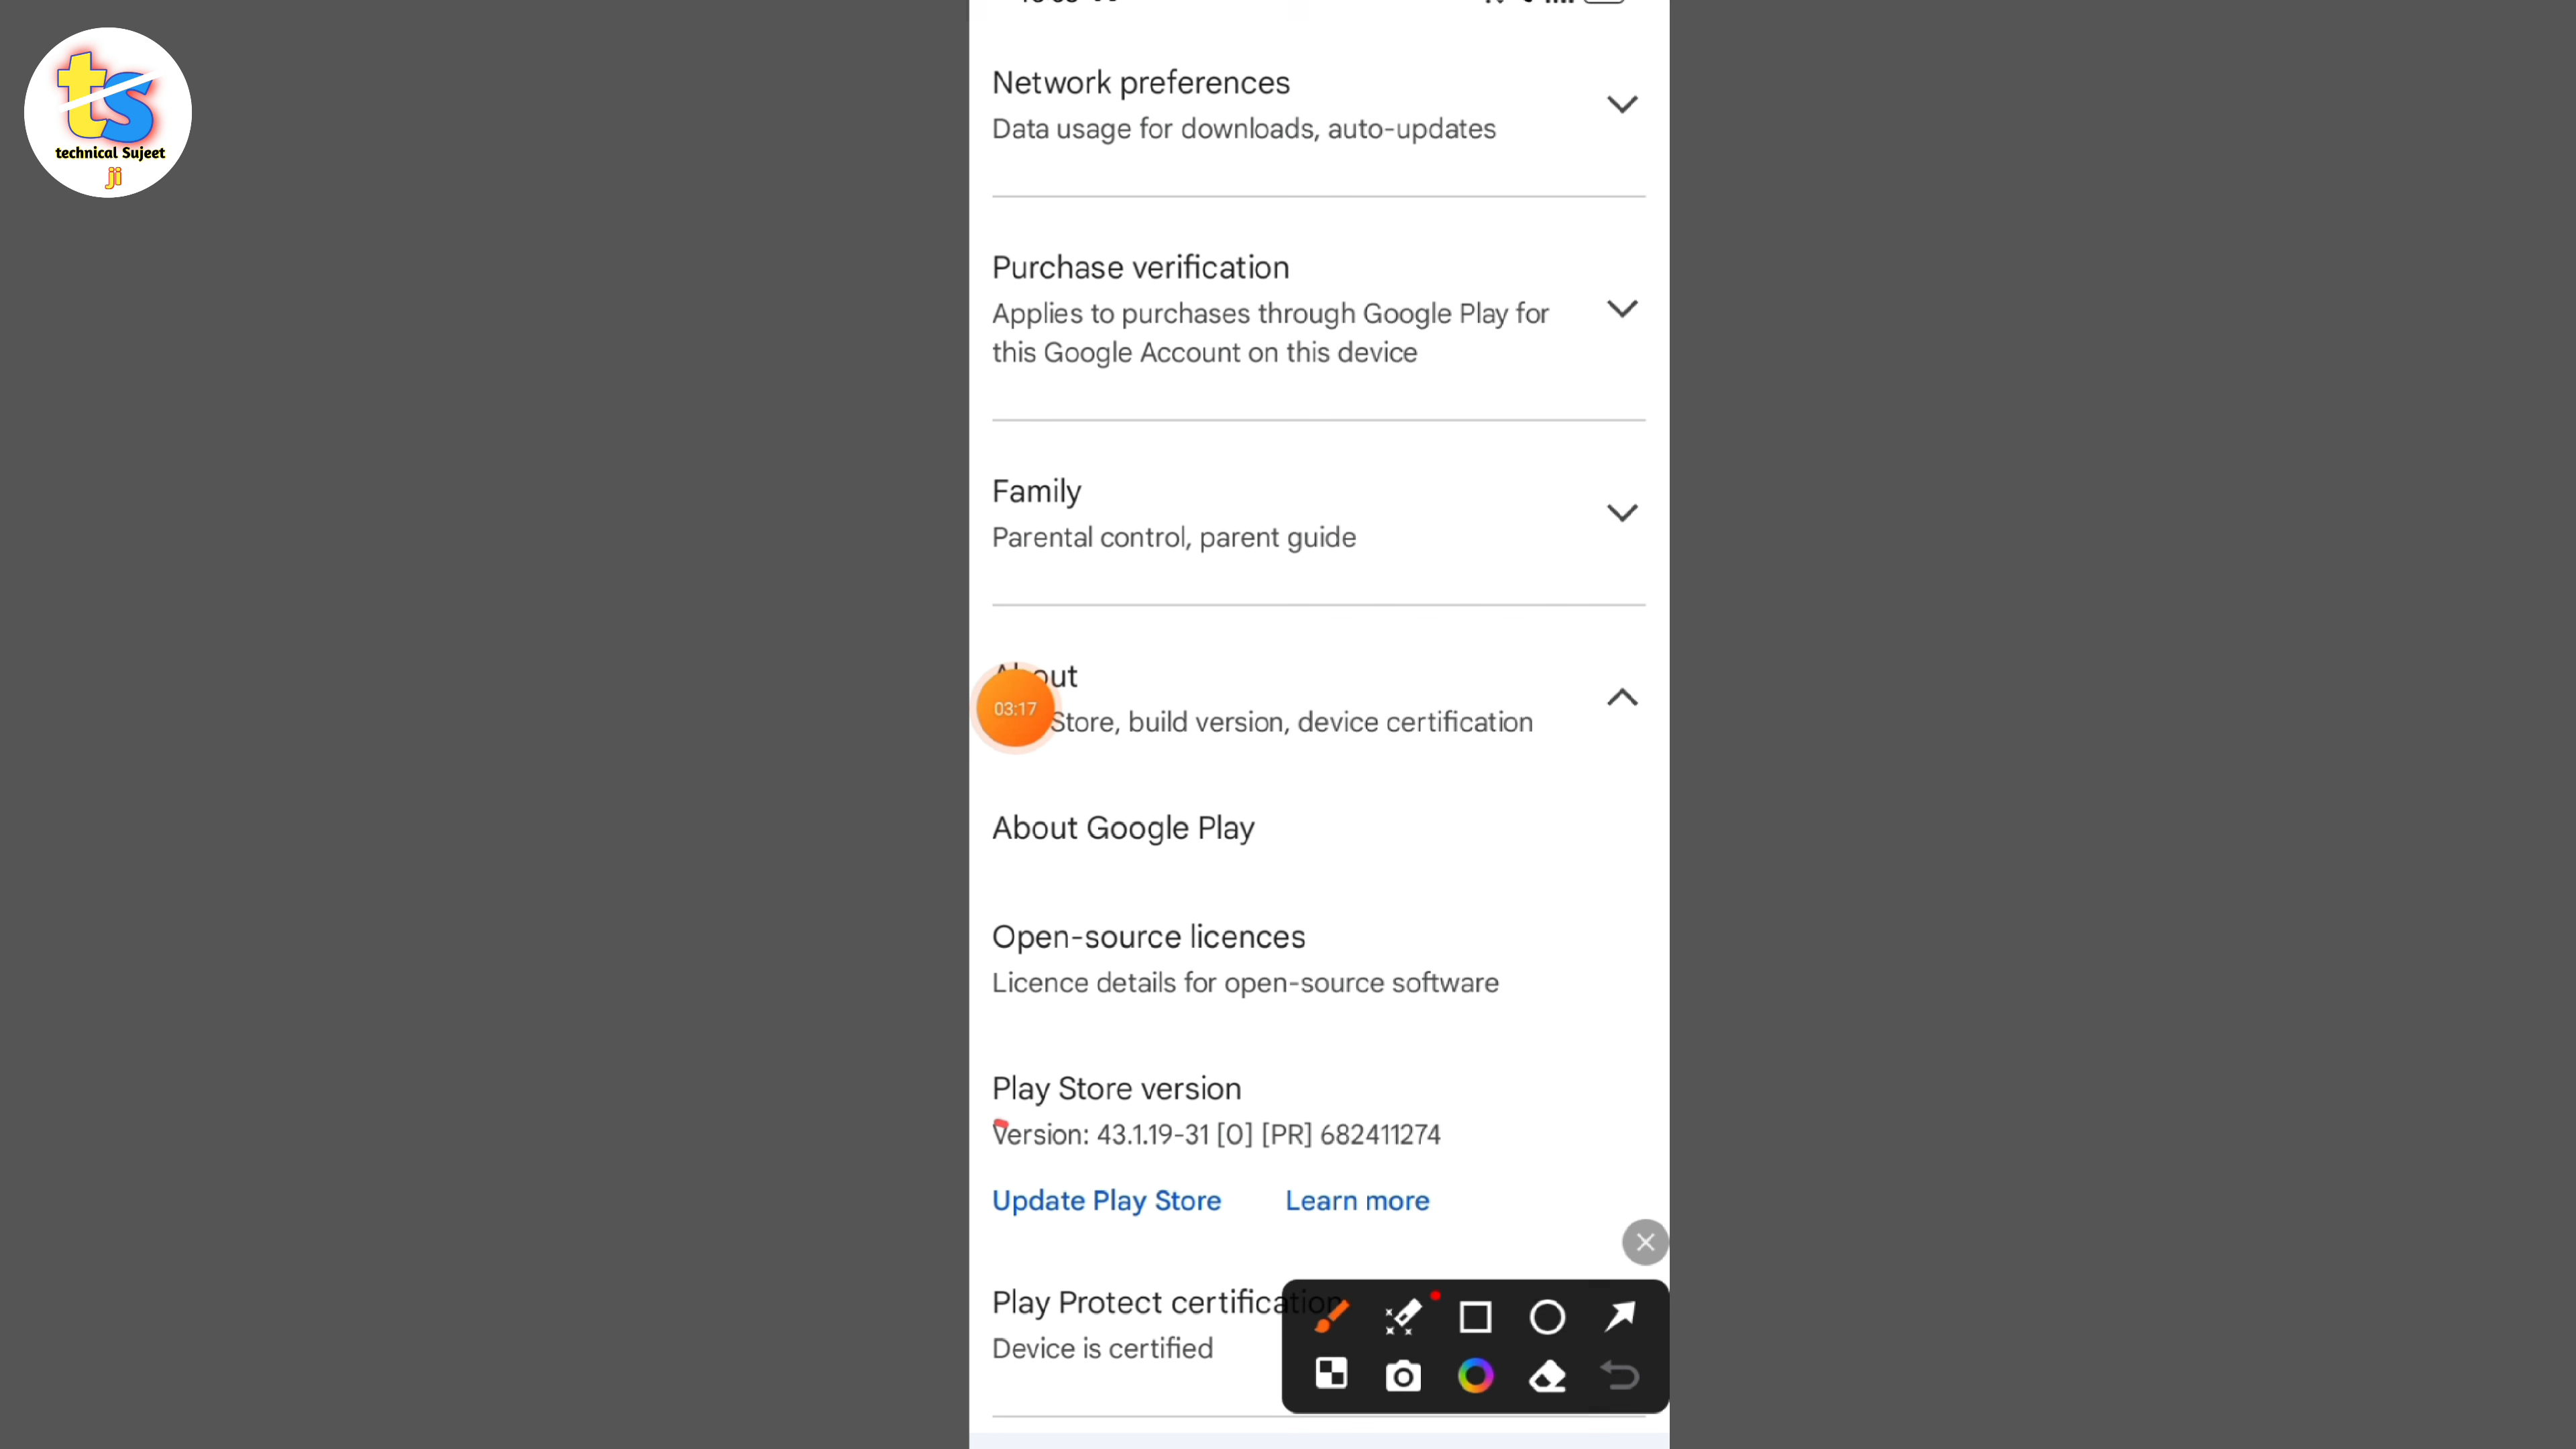 ts
technical Sujeet
ji
Network preferences
Data usage for downloads, auto-updates
Purchase verification
Applies to purchases through Google Play for
this Google Account on this device
Family
Parental control, parent guide
About
03:17
Store, build version, device certification
About Google Play
Open-source licences
Licence details for open-source software
Play Store version
Version: 43.1.19-31 [0] [PR] 682411274
Update Play Store
Learn more
Play Protect certification
Device is certified